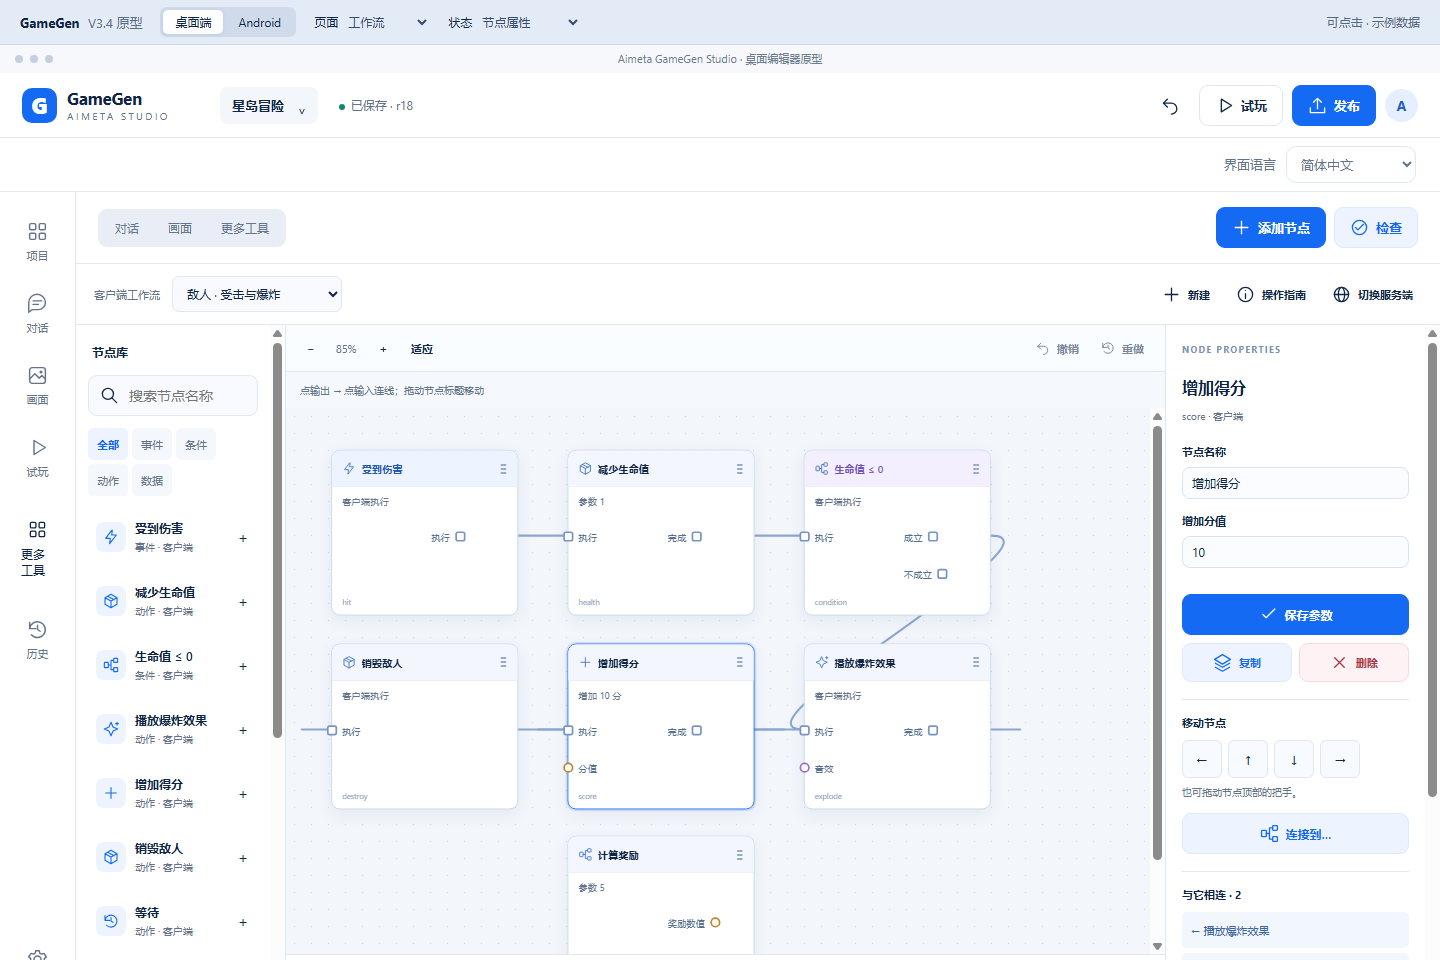 GameGen V3.4 原型 桌面端 Android 页面 工作流 状态 节点属性 可点击 · 示例数据
Aimeta GameGen Studio · 桌面编辑器原型
G GameGen
AIMETA STUDIO
星岛冒险 已保存 · r18 试玩 发布 A
界面语言 简体中文
对话 画面 更多工具 添加节点 检查
客户端工作流 敌人 · 受击与爆炸 新建 操作指南 切换服务端
项目
对话
画面
试玩
更多
工具
历史
节点库
搜索节点名称
全部 事件 条件
动作 数据
受到伤害
事件 · 客户端
+
减少生命值
动作 · 客户端
+
生命值 ≤ 0
条件 · 客户端
+
播放爆炸效果
动作 · 客户端
+
增加得分
动作 · 客户端
+
销毁敌人
动作 · 客户端
+
等待
动作 · 客户端
+
− 85% + 适应 撤销 重做
点输出 → 点输入连线；拖动节点标题移动
受到伤害
客户端执行
执行
hit
减少生命值
参数 1
执行 完成
health
生命值 ≤ 0
客户端执行
执行 成立
不成立
condition
销毁敌人
客户端执行
执行
destroy
增加得分
增加 10 分
执行 完成
分值
score
播放爆炸效果
客户端执行
执行 完成
音效
explode
计算奖励
参数 5
奖励数值
NODE PROPERTIES
增加得分
score · 客户端
节点名称
增加得分
增加分值
10
保存参数
复制 删除
移动节点
← ↑ ↓ →
也可拖动节点顶部的把手。
连接到...
与它相连 · 2
← 播放爆炸效果